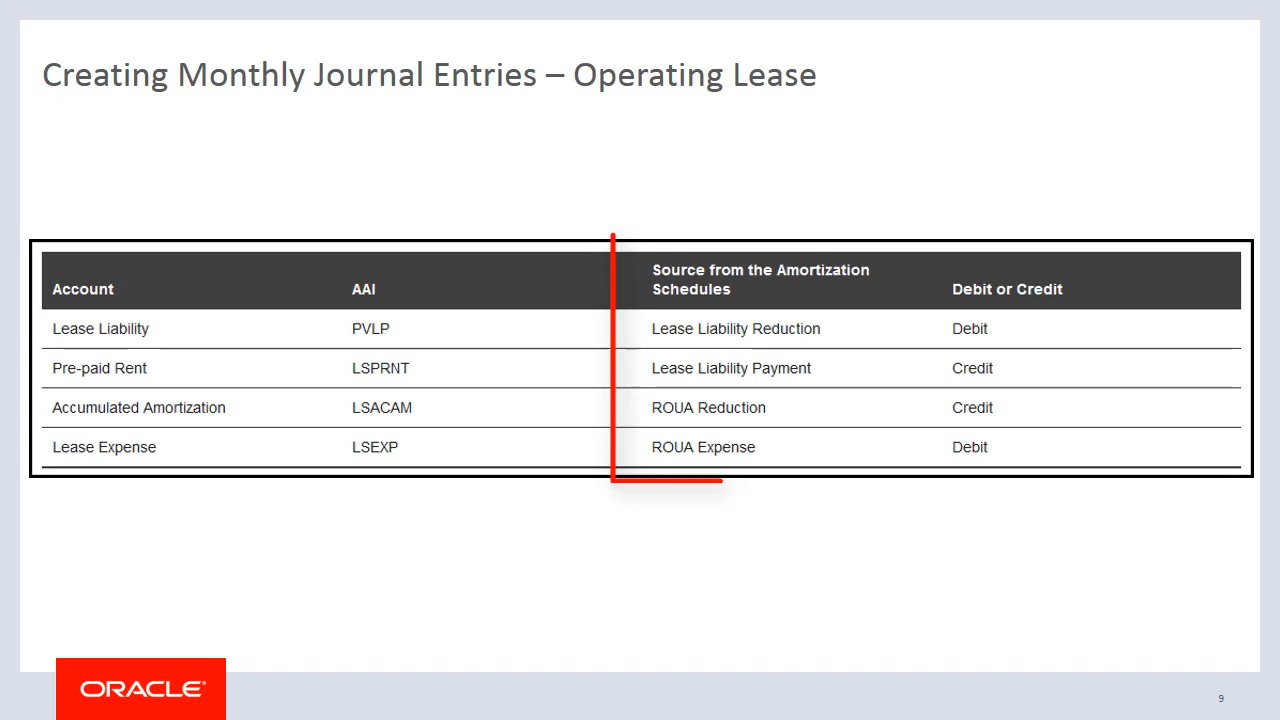 Creating Monthly Journal Entries – Operating Lease
Account AAI Source from the Amortization Schedules Debit or Credit
Lease Liability PVLP Lease Liability Reduction Debit
Pre-paid Rent LSPRNT Lease Liability Payment Credit
Accumulated Amortization LSACAM ROUA Reduction Credit
Lease Expense LSEXP ROUA Expense Debit
ORACLE®
9